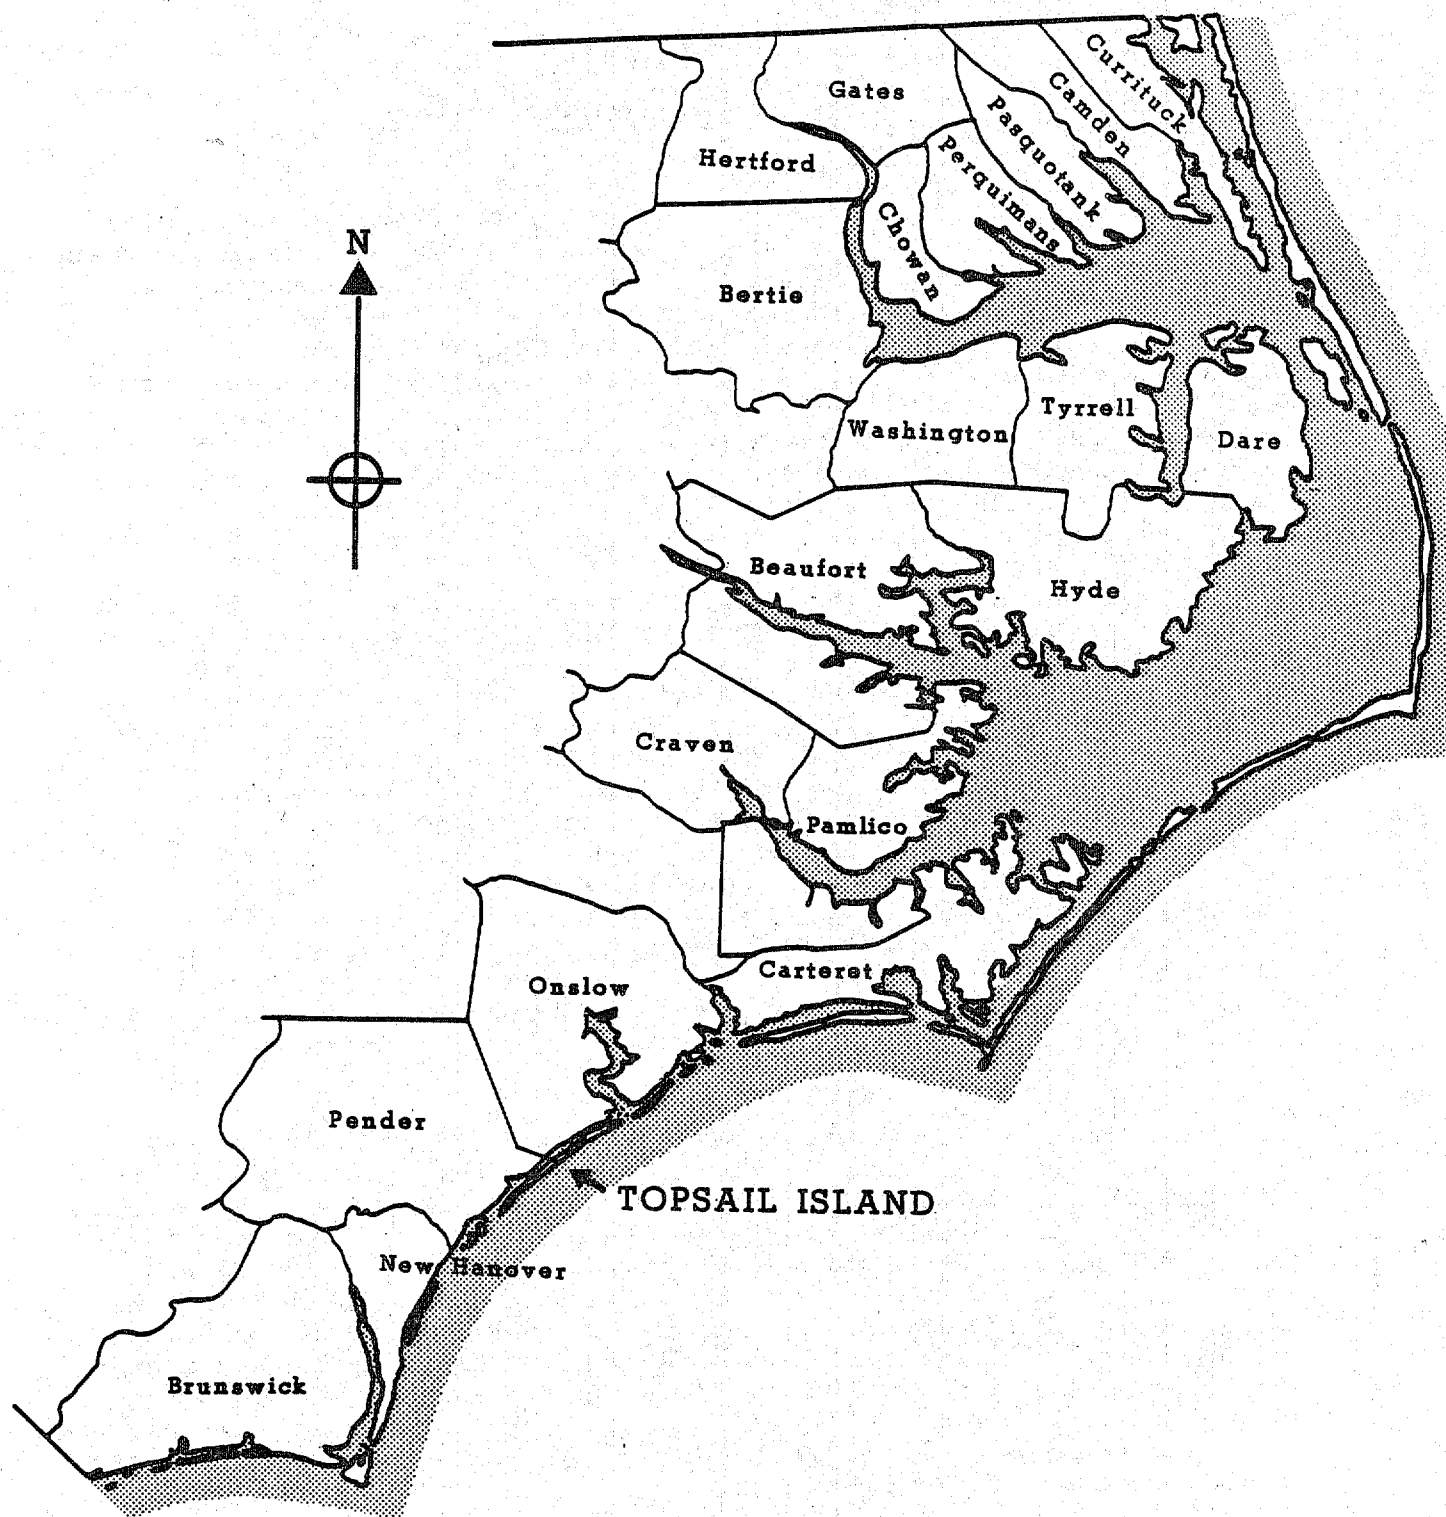 Currituck
Camden
Gates
Pasquotank
Perquimans
Hertford
Chowan
N
Bertie
Tyrrell
Washington
Dare
Beaufort
Hyde
Craven
Pamlico
Carteret
Onslow
Pender
TOPSAIL ISLAND
New Hanover
Brunswick